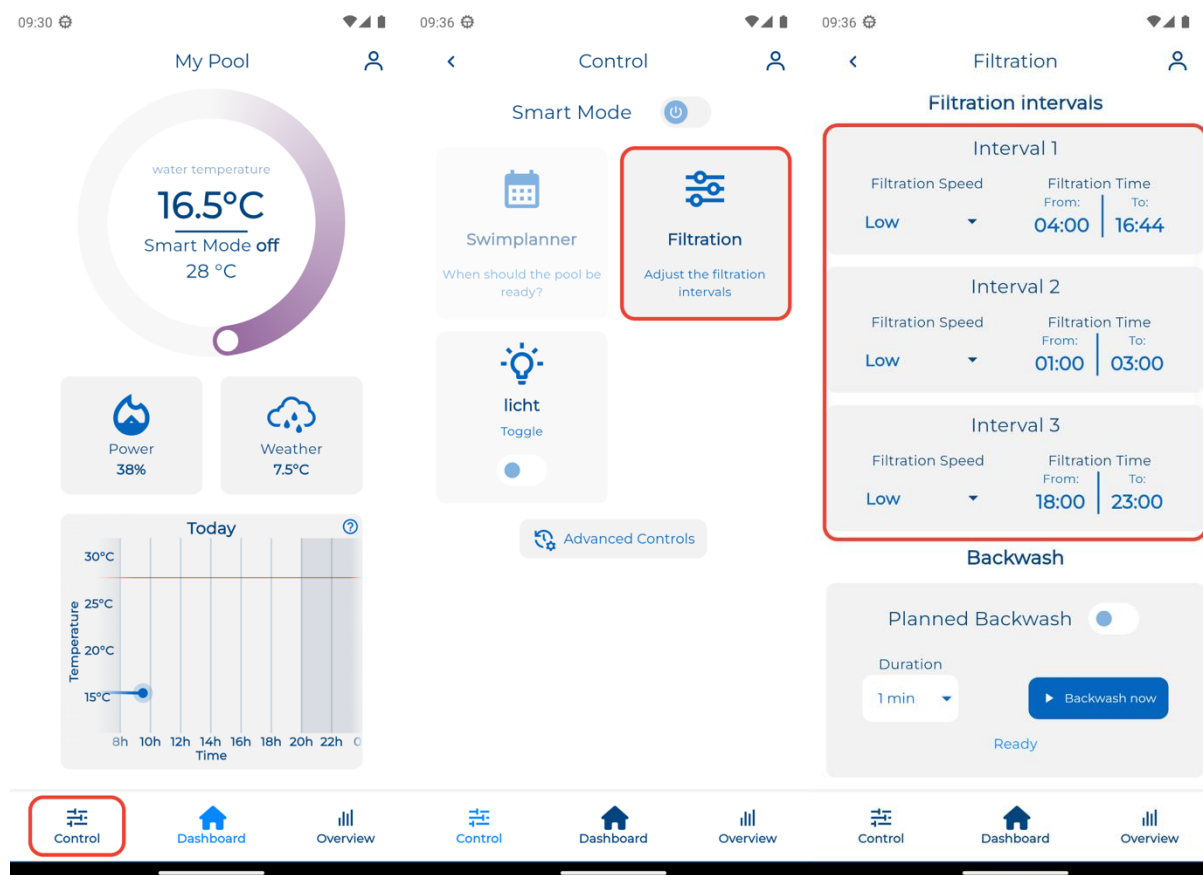 09:30
My Pool
water temperature
16.5°C
Smart Mode off
28 °C
Power
38%
Weather
7.5°C
Today
30°C
25°C
20°C
15°C
Temperature
8h 10h 12h 14h 16h 18h 20h 22h 0
Time
Control
Dashboard
Overview
09:36
Control
Smart Mode
Swimplanner
When should the pool be
ready?
Filtration
Adjust the filtration
intervals
licht
Toggle
Advanced Controls
Control
Dashboard
Overview
09:36
Filtration
Filtration intervals
Interval 1
Filtration Speed
Low
Filtration Time
From: To:
04:00 16:44
Interval 2
Filtration Speed
Low
Filtration Time
From: To:
01:00 03:00
Interval 3
Filtration Speed
Low
Filtration Time
From: To:
18:00 23:00
Backwash
Planned Backwash
Duration
1 min
Backwash now
Ready
Control
Dashboard
Overview